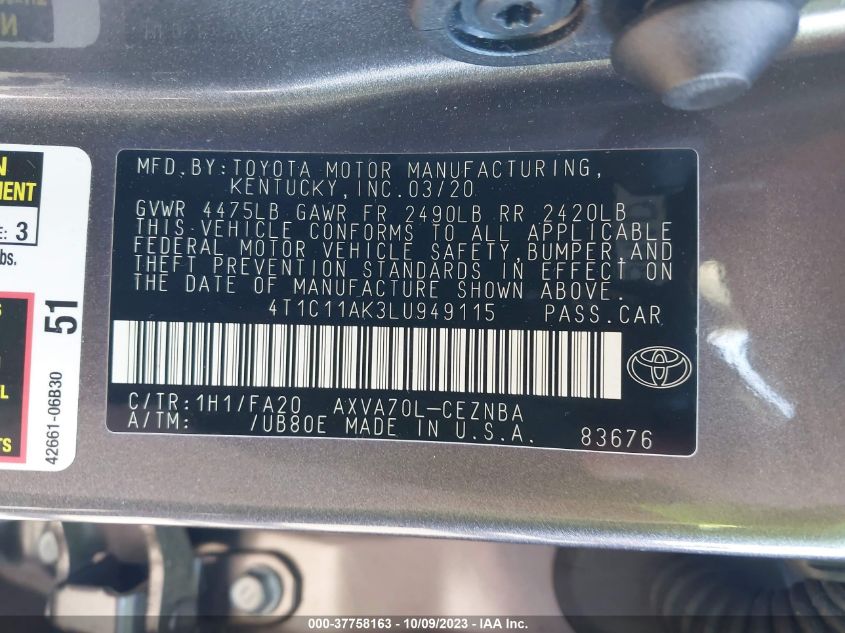 MFD.BY:TOYOTA MOTOR MANUFACTURING,
KENTUCKY,INC.03/20
GVWR 4475LB GAWR FR 2490LB RR 2420LB
THIS VEHICLE CONFORMS TO ALL APPLICABLE
FEDERAL MOTOR VEHICLE SAFETY,BUMPER,AND
THEFT PREVENTION STANDARDS IN EFFECT ON
THE DATE OF MANUFACTURE SHOWN ABOVE.
4T1C11AK3LU949115 PASS.CAR
C/TR:1H1/FA20 AXVA70L-CEZNBA
A/TM: /UB80E MADE IN U.S.A. 83676
3
lbs.
51
42661-06B30
000-37758163 - 10/09/2023 - IAA Inc.